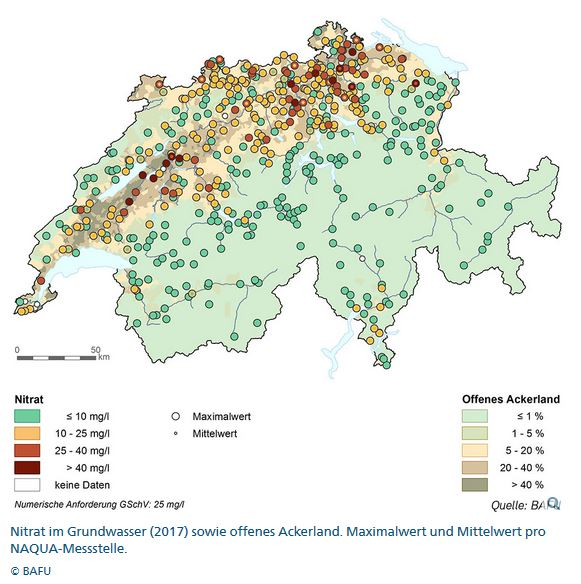 0 50
km
Nitrat
≤ 10 mg/l
10 - 25 mg/l
25 - 40 mg/l
> 40 mg/l
keine Daten
Maximalwert
Mittelwert
Offenes Ackerland
≤ 1 %
1 - 5 %
5 - 20 %
20 - 40 %
> 40 %
Numerische Anforderung GSchV: 25 mg/l
Quelle: BAFU
Nitrat im Grundwasser (2017) sowie offenes Ackerland. Maximalwert und Mittelwert pro
NAQUA-Messstelle.
© BAFU